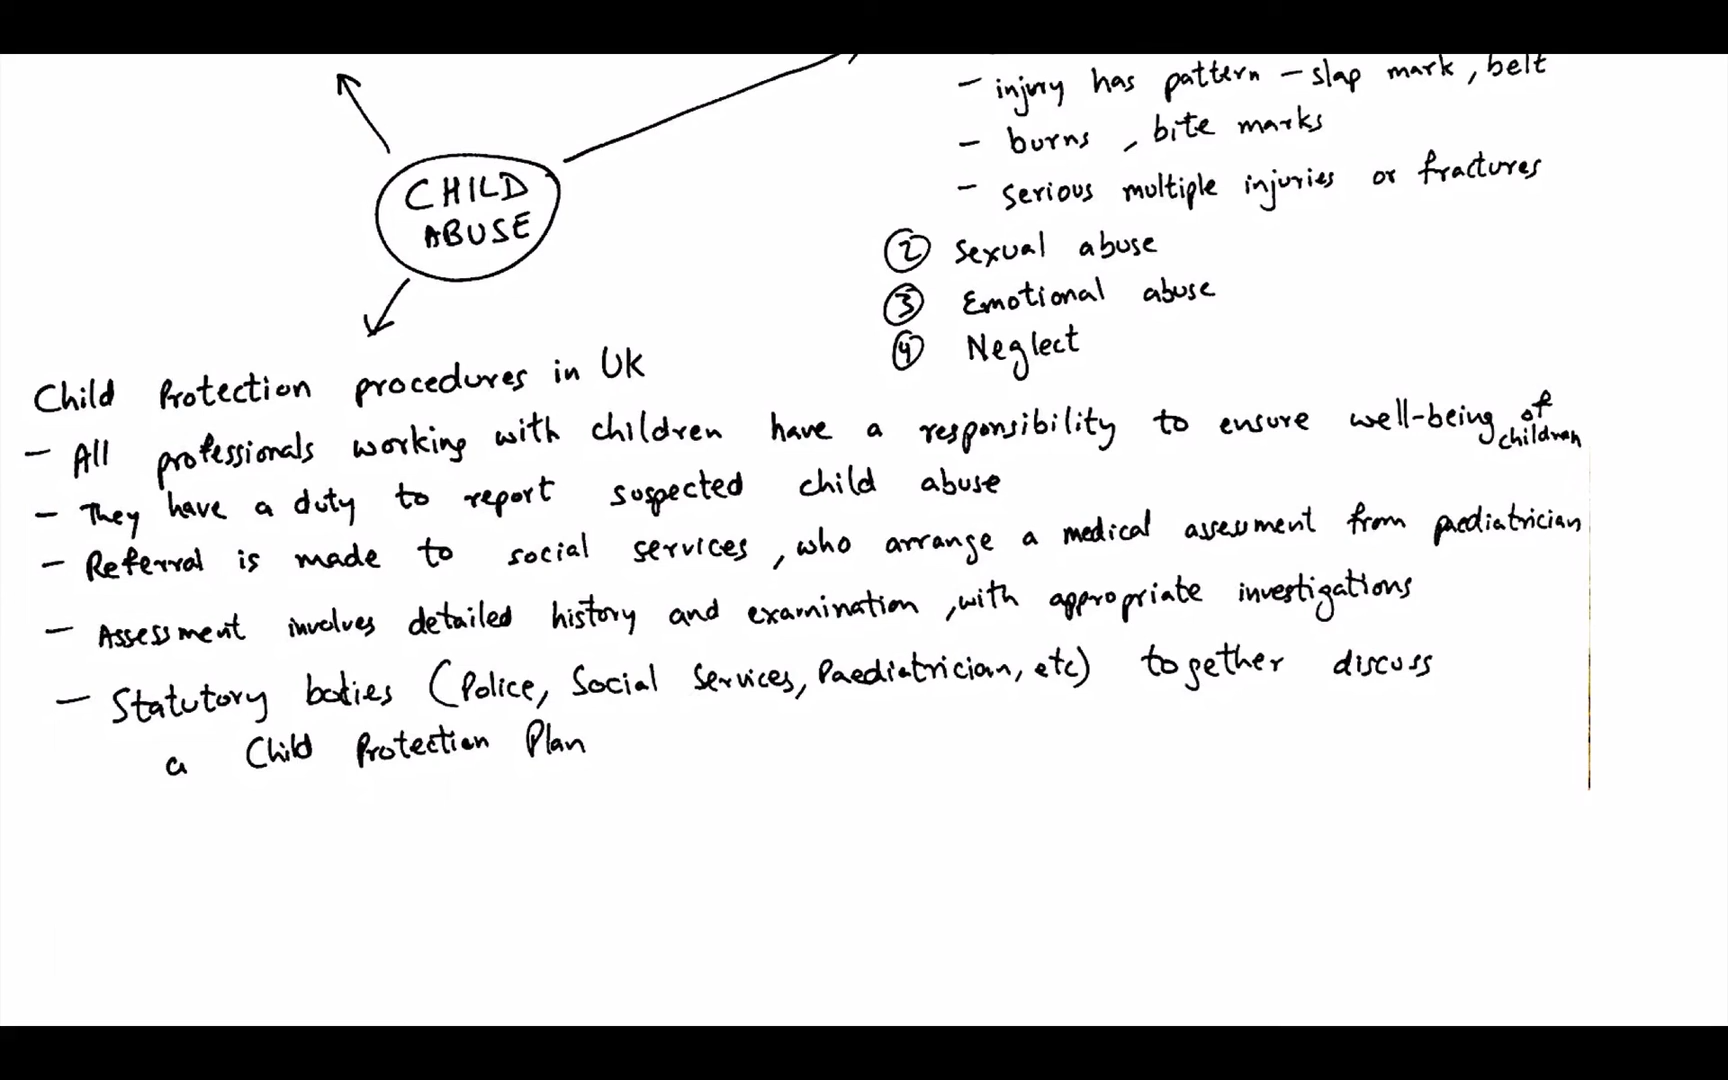 - injury has pattern - slap mark, belt
- burns, bite marks
- serious multiple injuries or fractures
CHILD
ABUSE
② Sexual abuse
③ Emotional abuse
④ Neglect
Child Protection procedures in UK
- All professionals working with children have a responsibility to ensure well-being of children
- They have a duty to report suspected child abuse
- Referral is made to social services, who arrange a medical assessment from paediatrician
- Assessment involves detailed history and examination, with appropriate investigations
- Statutory bodies (Police, Social Services, Paediatrician, etc) together discuss
a Child Protection Plan